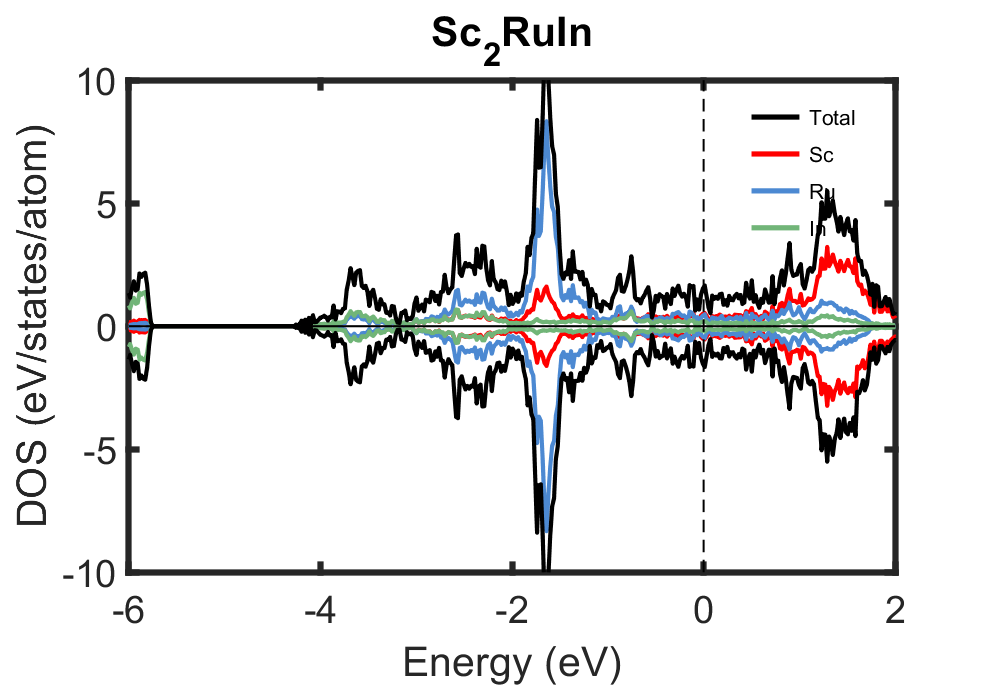 Sc2RuIn
10
5
0
-5
-10
DOS (eV/states/atom)
Total
Sc
Ru
In
-6 -4 -2 0 2
Energy (eV)